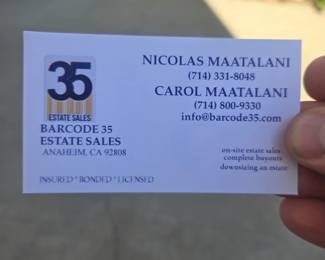 35
ESTATE SALES
BARCODE 35
ESTATE SALES
ANAHEIM, CA 92808
INSURED * BONDED * LICENSED
NICOLAS MAATALANI
(714) 331-8048
CAROL MAATALANI
(714) 800-9330
info@barcode35.com
on-site estate sales
complete buyouts
downsizing an estate